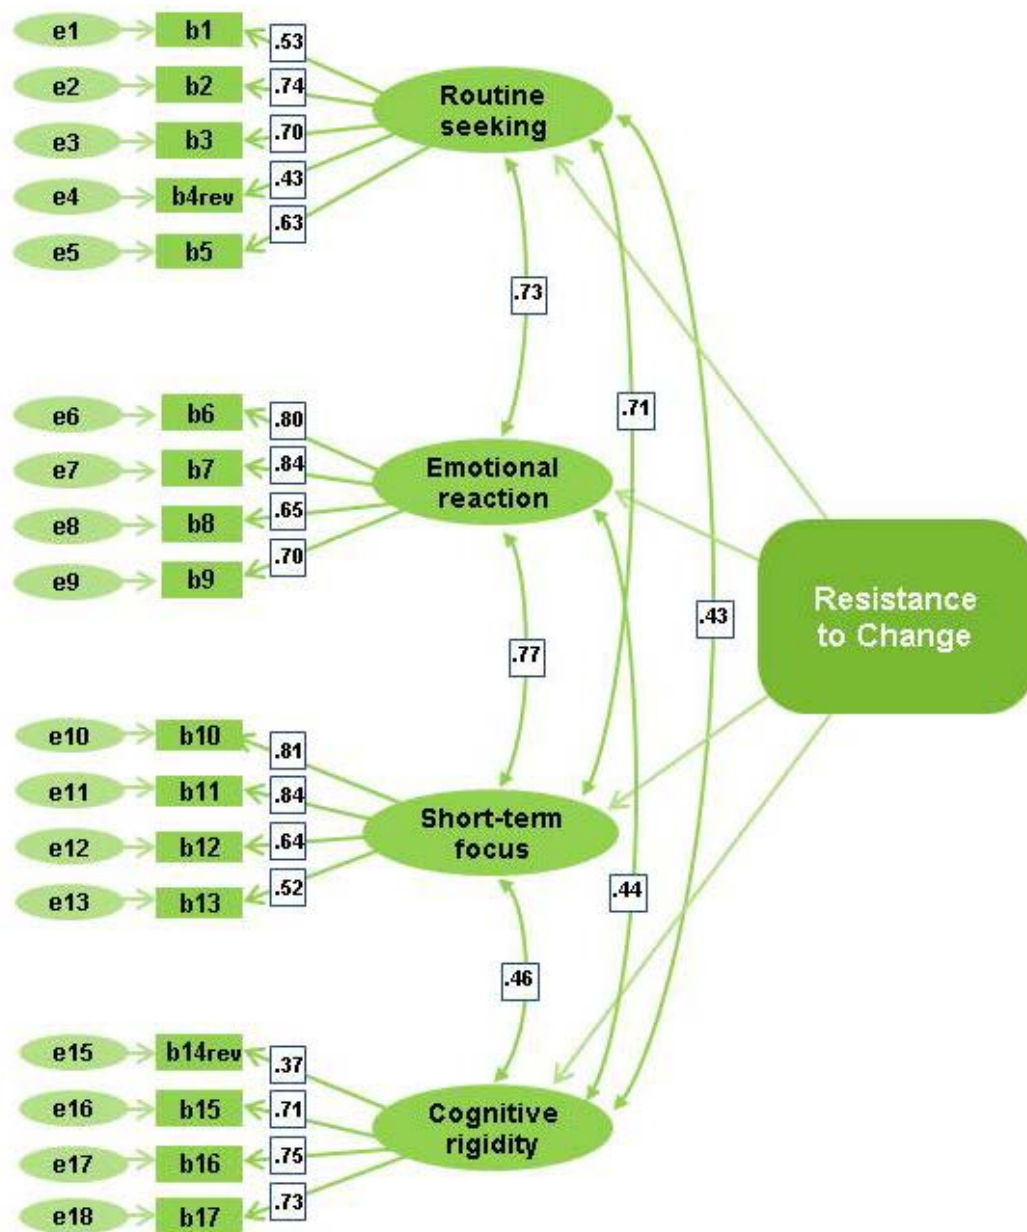 e1 b1 .53
e2 b2 .74
e3 b3 .70
e4 b4rev .43
e5 b5 .63
Routine
seeking
.73
.71
.43
e6 b6 .80
e7 b7 .84
e8 b8 .65
e9 b9 .70
Emotional
reaction
Resistance
to Change
.77
e10 b10 .81
e11 b11 .84
e12 b12 .64
e13 b13 .52
Short-term
focus
.44
.46
e15 b14rev .37
e16 b15 .71
e17 b16 .75
e18 b17 .73
Cognitive
rigidity